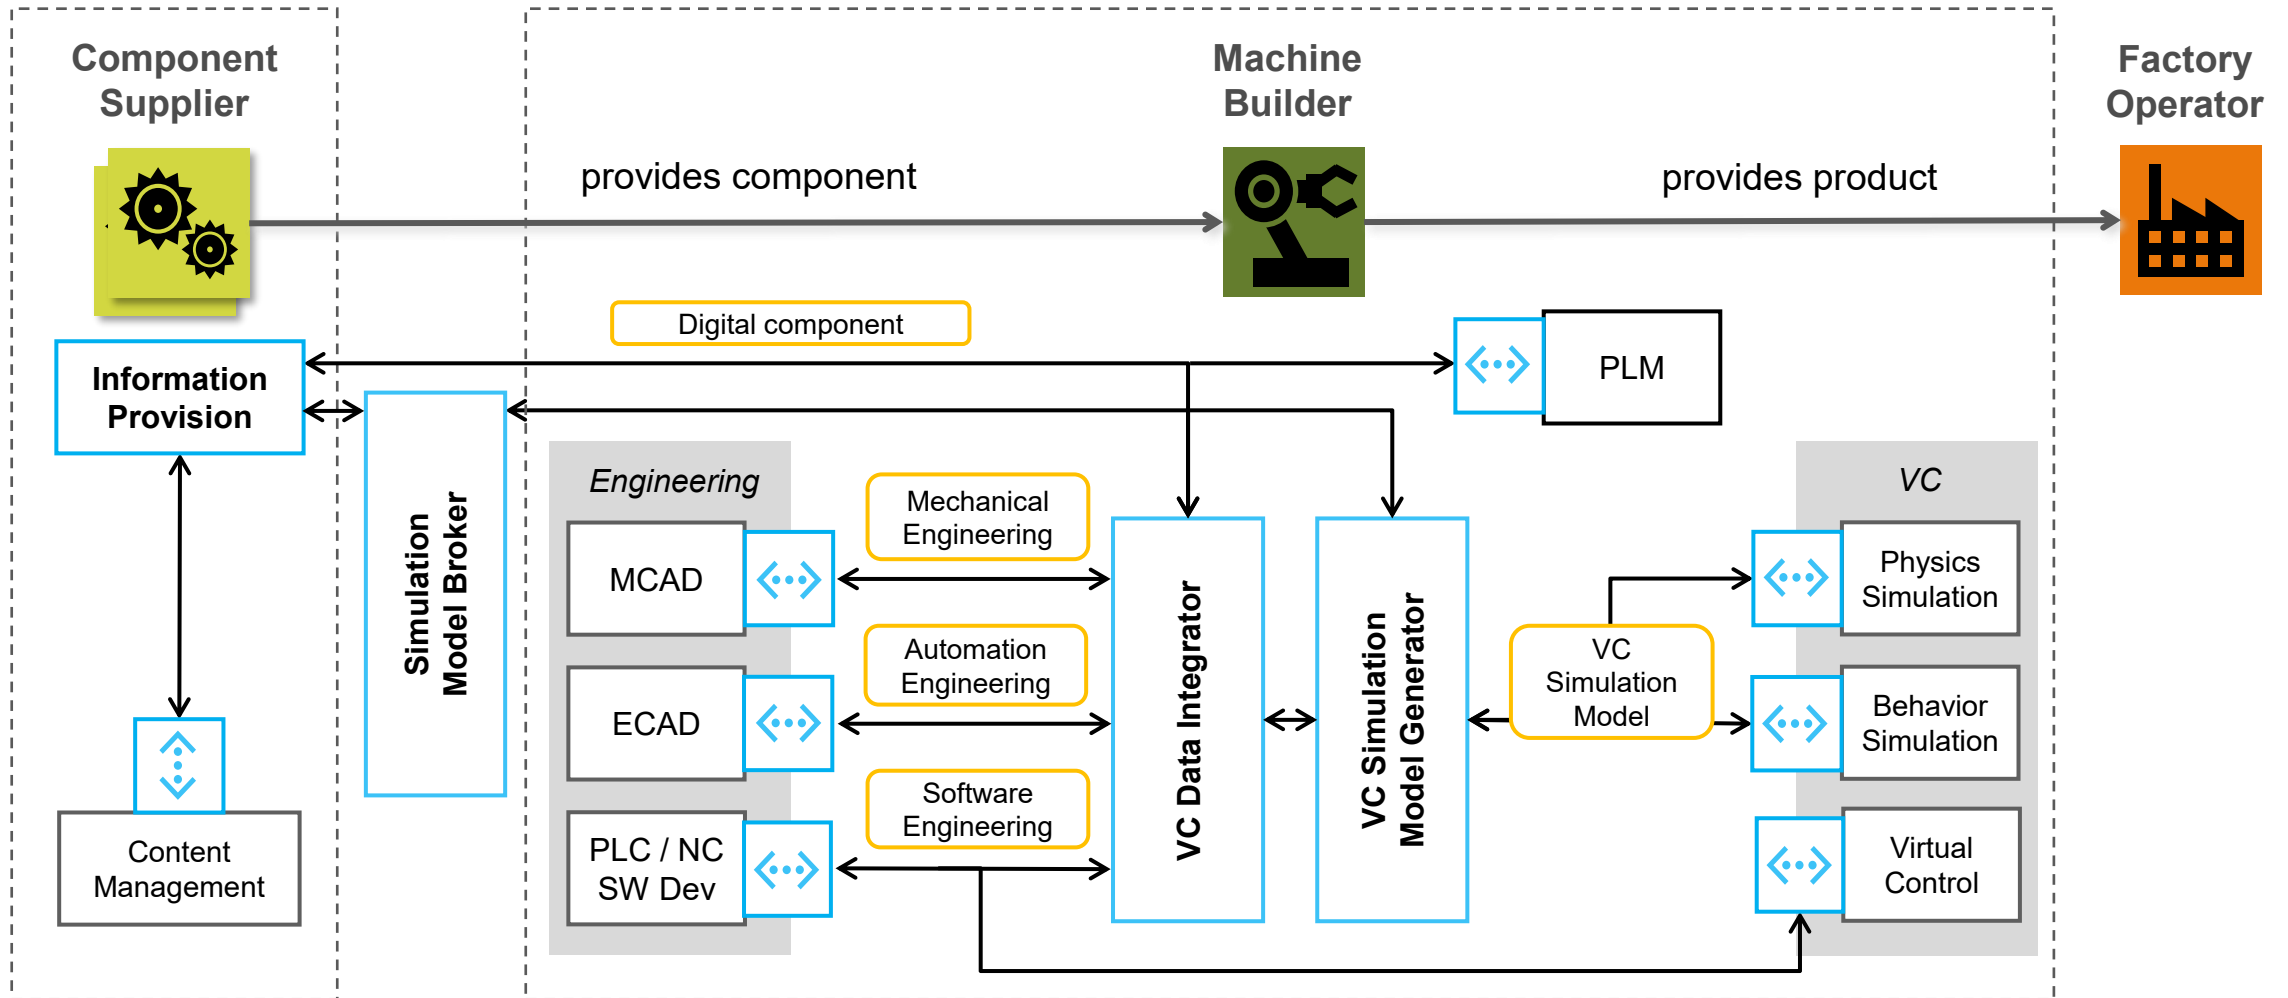 Component
Supplier
Machine
Builder
Factory
Operator
provides component
provides product
Digital component
Information
Provision
PLM
Simulation
Model Broker
Engineering
Mechanical
Engineering
MCAD
Automation
Engineering
ECAD
Software
Engineering
PLC / NC
SW Dev
VC Data Integrator
VC Simulation
Model Generator
VC
Simulation
Model
VC
Physics
Simulation
Behavior
Simulation
Virtual
Control
Content
Management